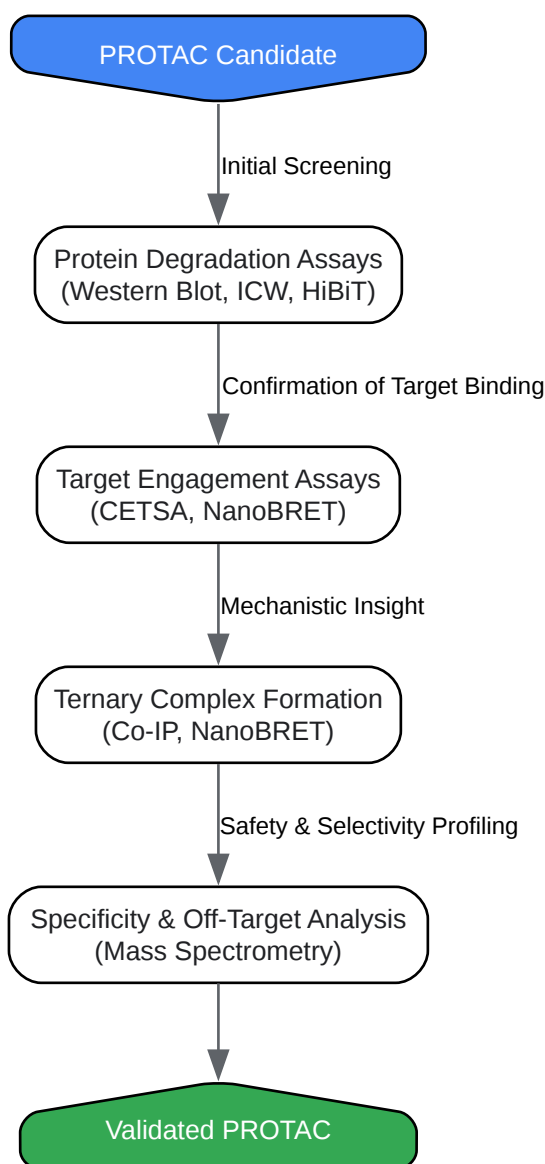 PROTAC Candidate
Initial Screening
Protein Degradation Assays
(Western Blot, ICW, HiBiT)
Confirmation of Target Binding
Target Engagement Assays
(CETSA, NanoBRET)
Mechanistic Insight
Ternary Complex Formation
(Co-IP, NanoBRET)
Safety & Selectivity Profiling
Specificity & Off-Target Analysis
(Mass Spectrometry)
Validated PROTAC